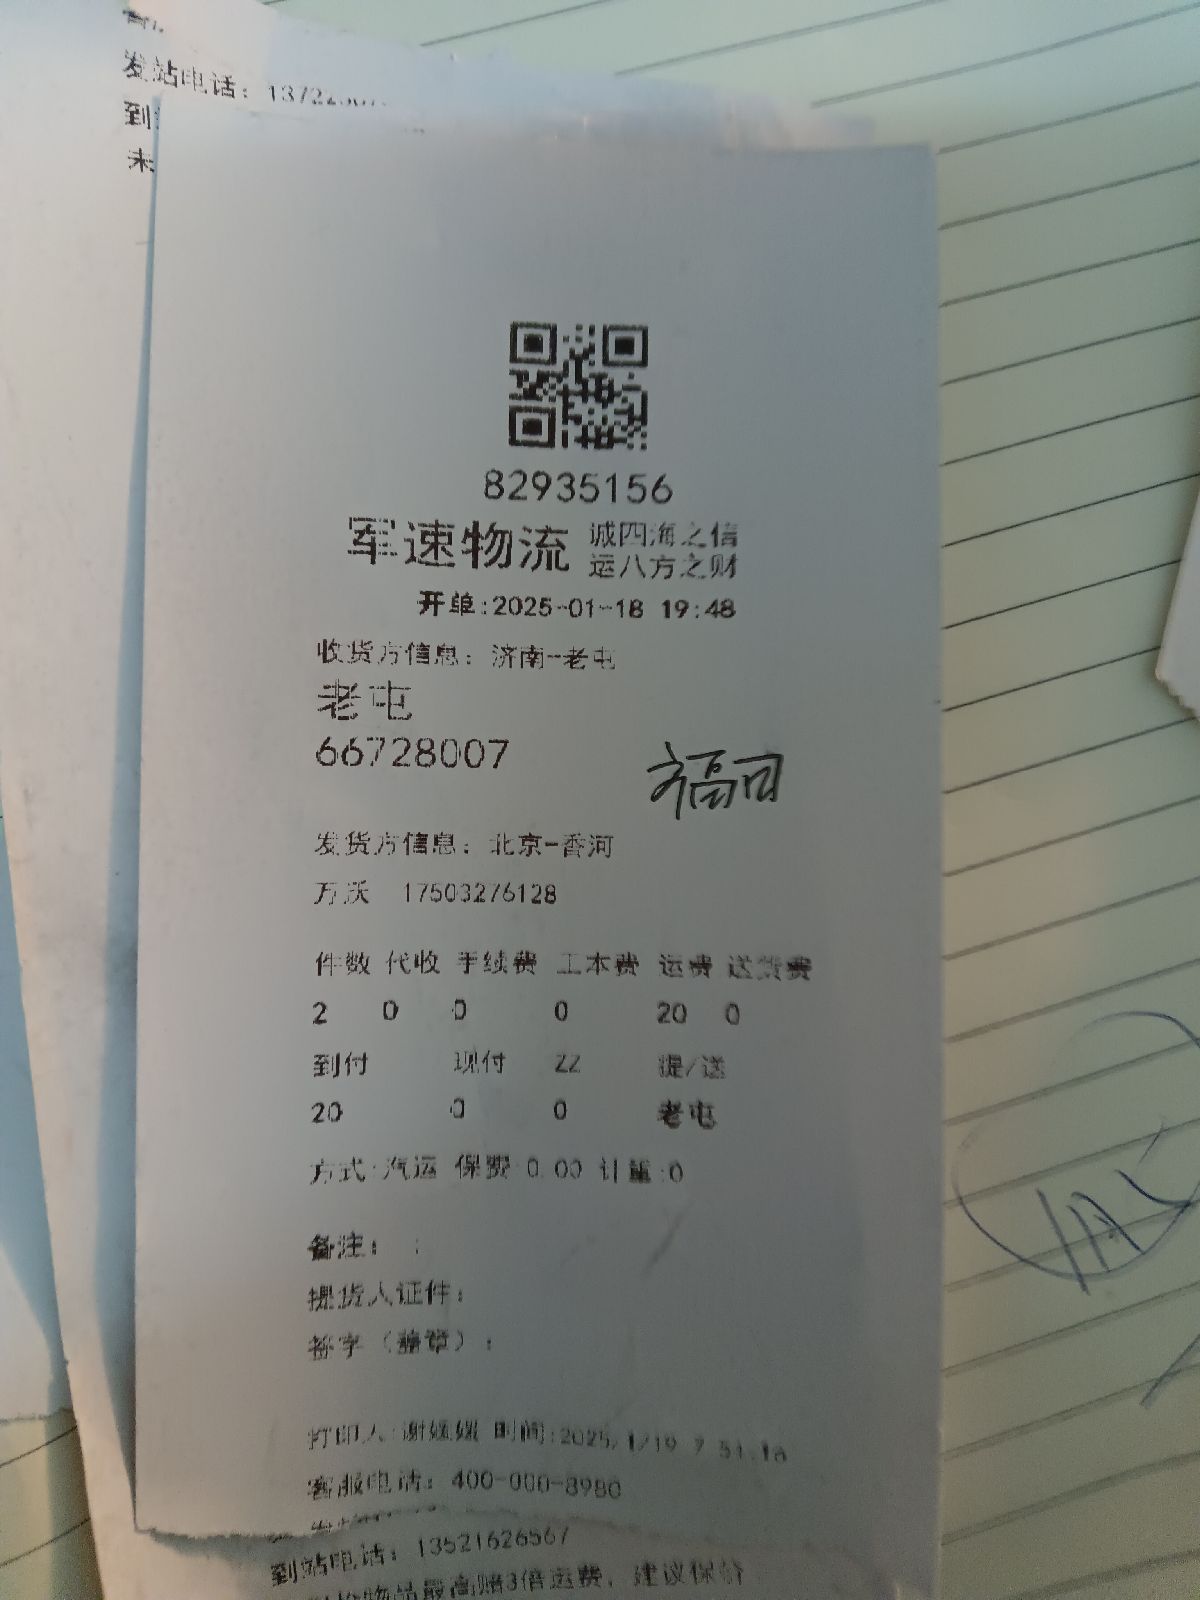 发站电话：13722
到
未
82935156
军速物流 诚四海之信
运八方之财
开单:2025-01-18 19:48
收货方信息：济南-老屯
老屯
66728007
福田
发货方信息：北京-香河
万沃 17503276128
件数 代收 手续费 工本费 运费 送货费
2 0 0 0 20 0
到付 现付 ZZ 提/送
20 0 0 老屯
方式:汽运 保费:0.00 计重:0
备注： :
提货人证件：
签字（盖章）：
打印人:谢媛媛 时间:2025/1/19 7:51:18
客服电话：400-000-8980
到站电话：13521626567
物品最高赔3倍运费，建议保价